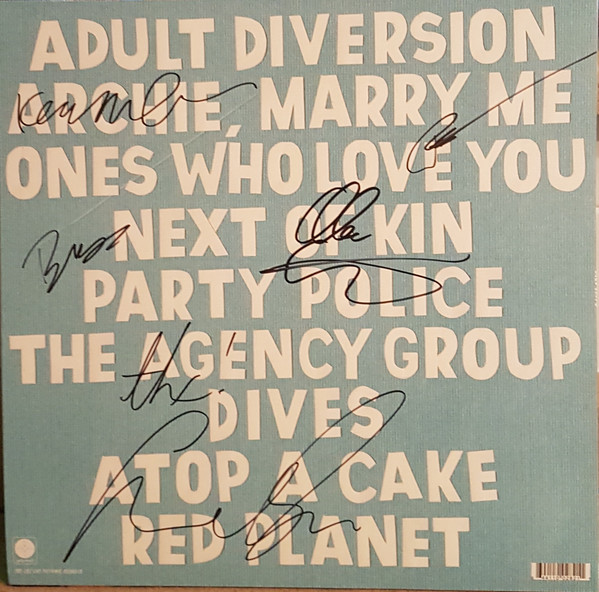 ADULT DIVERSION
ARCHIE, MARRY ME
ONES WHO LOVE YOU
NEXT OF KIN
PARTY POLICE
THE AGENCY GROUP
thx!
DIVES
ATOP A CAKE
RED PLANET